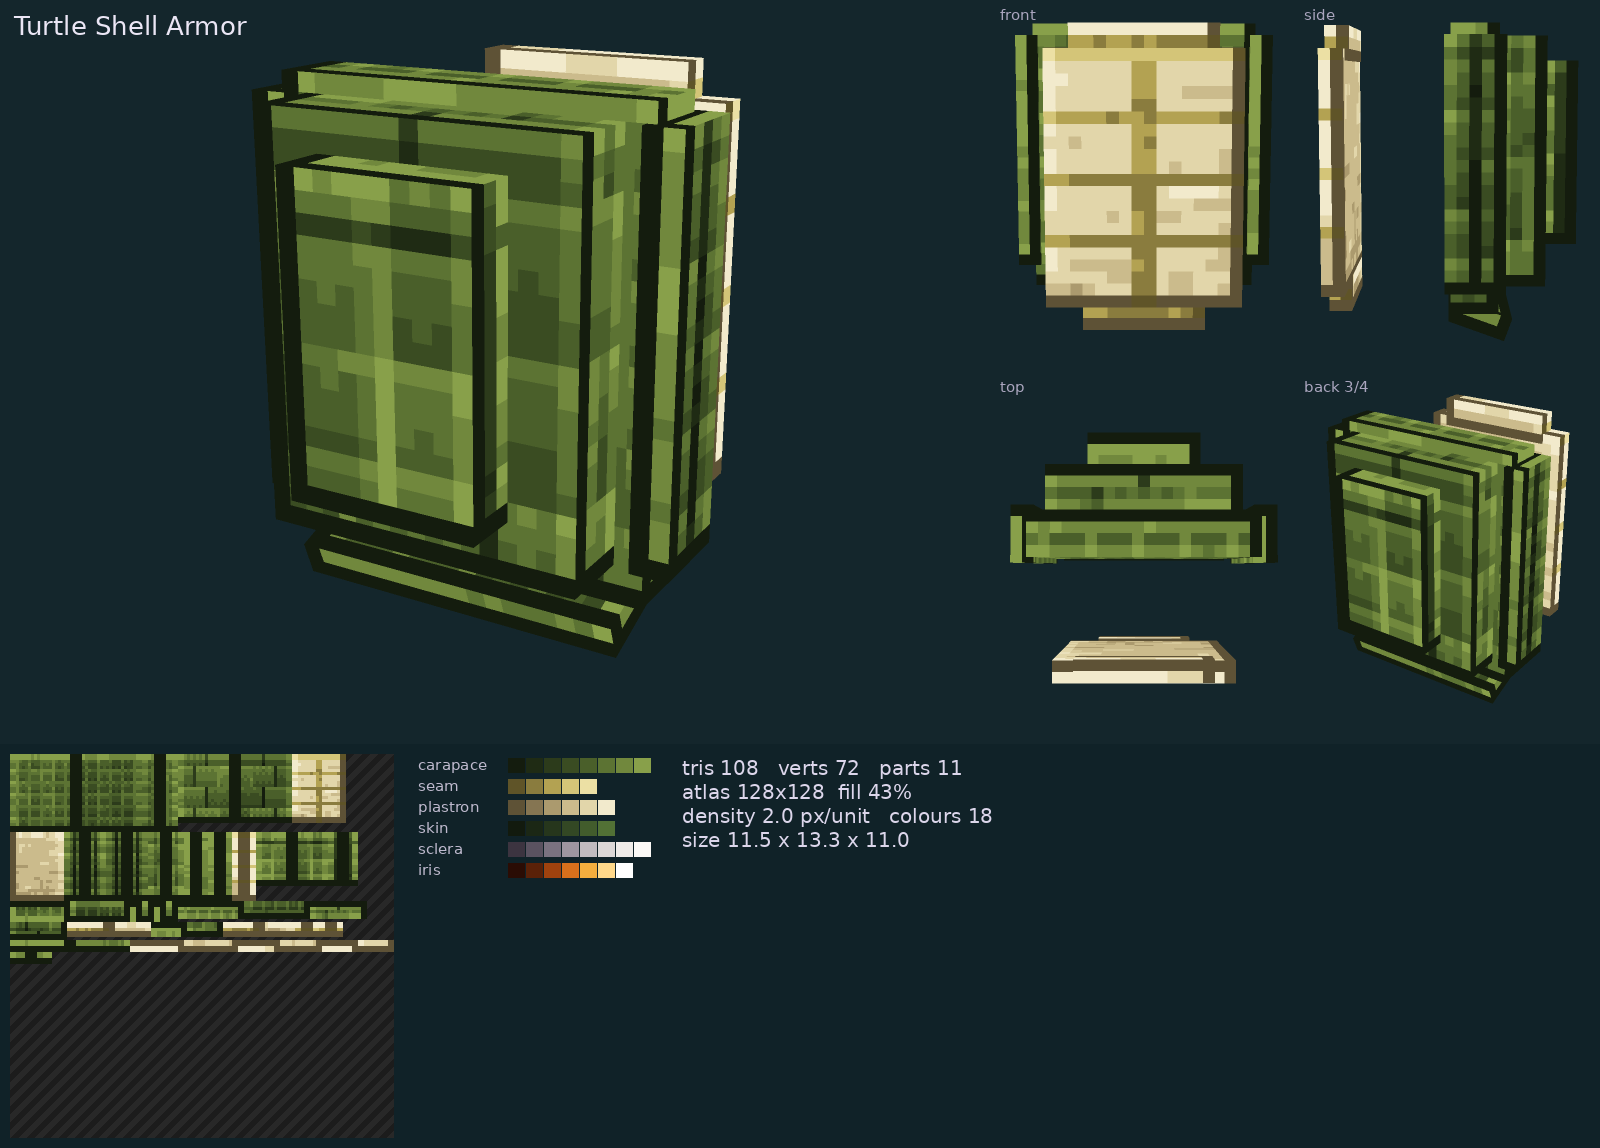 Turtle Shell Armor
front
side
top
back 3/4
carapace
seam
plastron
skin
sclera
iris
tris 108 verts 72 parts 11
atlas 128x128 fill 43%
density 2.0 px/unit colours 18
size 11.5 x 13.3 x 11.0